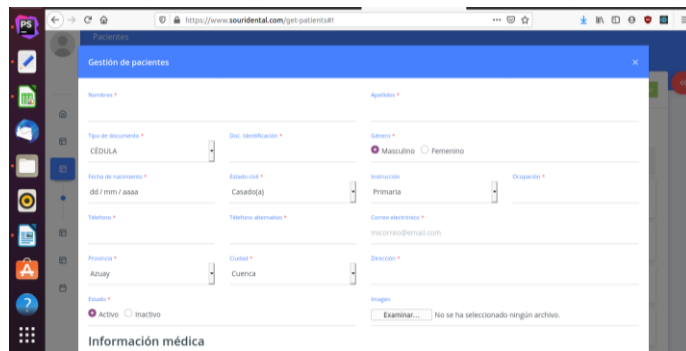 https://www.souridental.com/get-patients#!
Pacientes
Gestión de pacientes
Nombres *
Apellidos *
Tipo de documento *
Doc. Identificación *
Género *
CÉDULA
Masculino
Femenino
Fecha de nacimiento *
Estado civil *
Instrucción
Ocupación *
dd / mm / aaaa
Casado(a)
Primaria
Teléfono *
Teléfono alternativo *
Correo electrónico *
micorreo@email.com
Provincia *
Ciudad *
Dirección *
Azuay
Cuenca
Estado *
Imagen
Activo
Inactivo
Examinar...
No se ha seleccionado ningún archivo.
Información médica